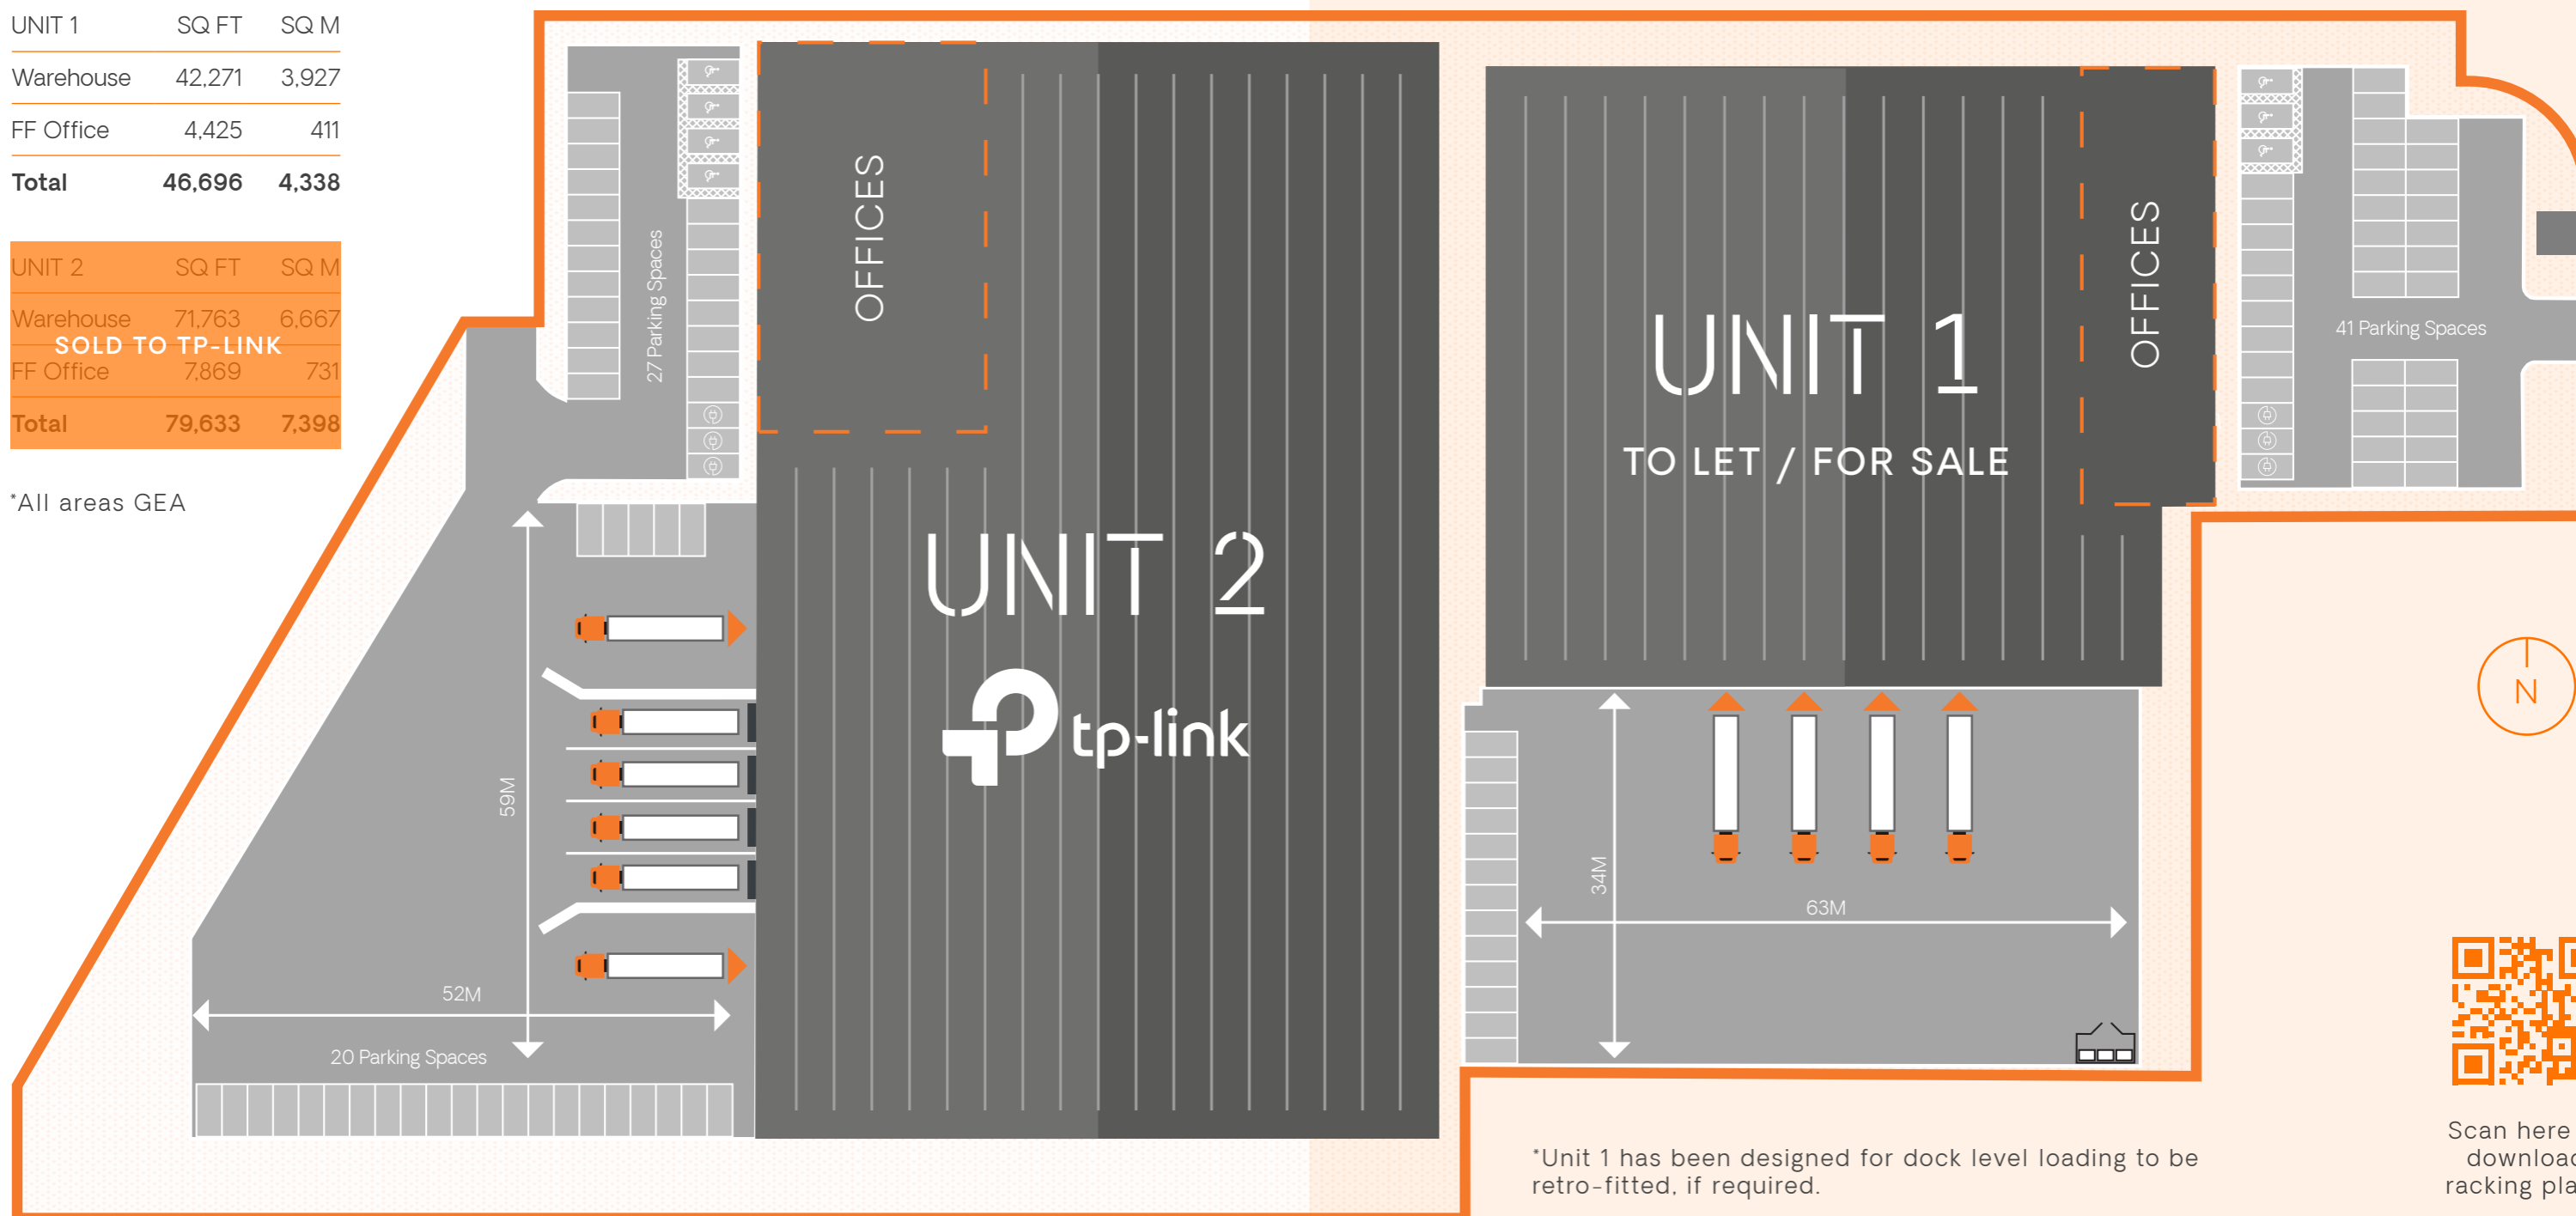 UNIT 1 SQ FT SQ M
Warehouse 42,271 3,927
FF Office 4,425 411
Total 46,696 4,338
UNIT 2 SQ FT SQ M
Warehouse 71,763 6,667
SOLD TO TP-LINK
FF Office 7,869 731
Total 79,633 7,398
*All areas GEA
27 Parking Spaces
OFFICES
UNIT 2
tp-link
59M
52M
20 Parking Spaces
UNIT 1
TO LET / FOR SALE
OFFICES
41 Parking Spaces
34M
63M
N
*Unit 1 has been designed for dock level loading to be
retro-fitted, if required.
Scan here
download
racking pla